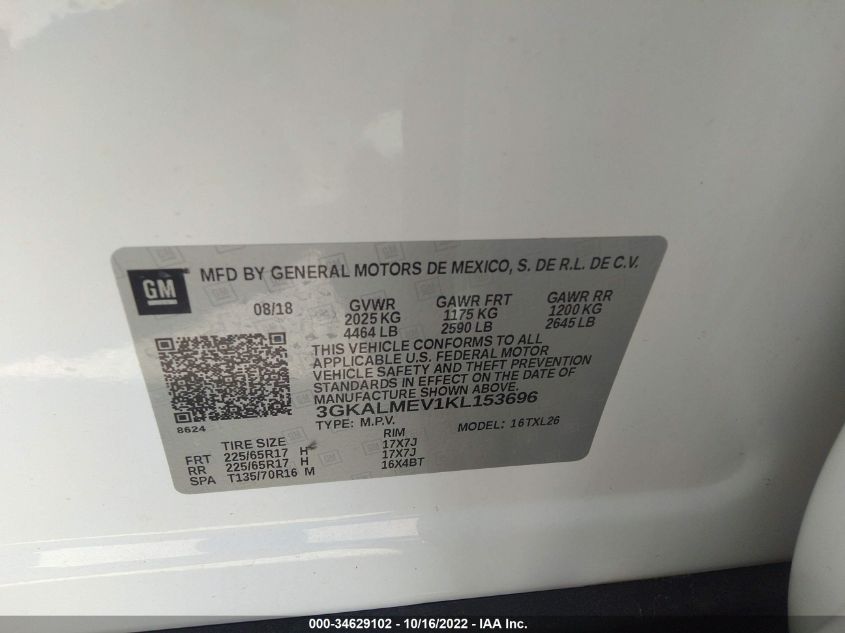 GM
MFD BY GENERAL MOTORS DE MEXICO, S. DE R.L. DE C.V.
08/18 GVWR GAWR FRT GAWR RR
2025 KG 1175 KG 1200 KG
4464 LB 2590 LB 2645 LB
THIS VEHICLE CONFORMS TO ALL
APPLICABLE U.S. FEDERAL MOTOR
VEHICLE SAFETY AND THEFT PREVENTION
STANDARDS IN EFFECT ON THE DATE OF
MANUFACTURE SHOWN ABOVE.
3GKALMEV1KL153696
8624
TYPE: M.P.V. MODEL: 16TXL26
TIRE SIZE RIM
FRT 225/65R17 H 17X7J
RR 225/65R17 H 17X7J
SPA T135/70R16 M 16X4BT
000-34629102 - 10/16/2022 - IAA Inc.